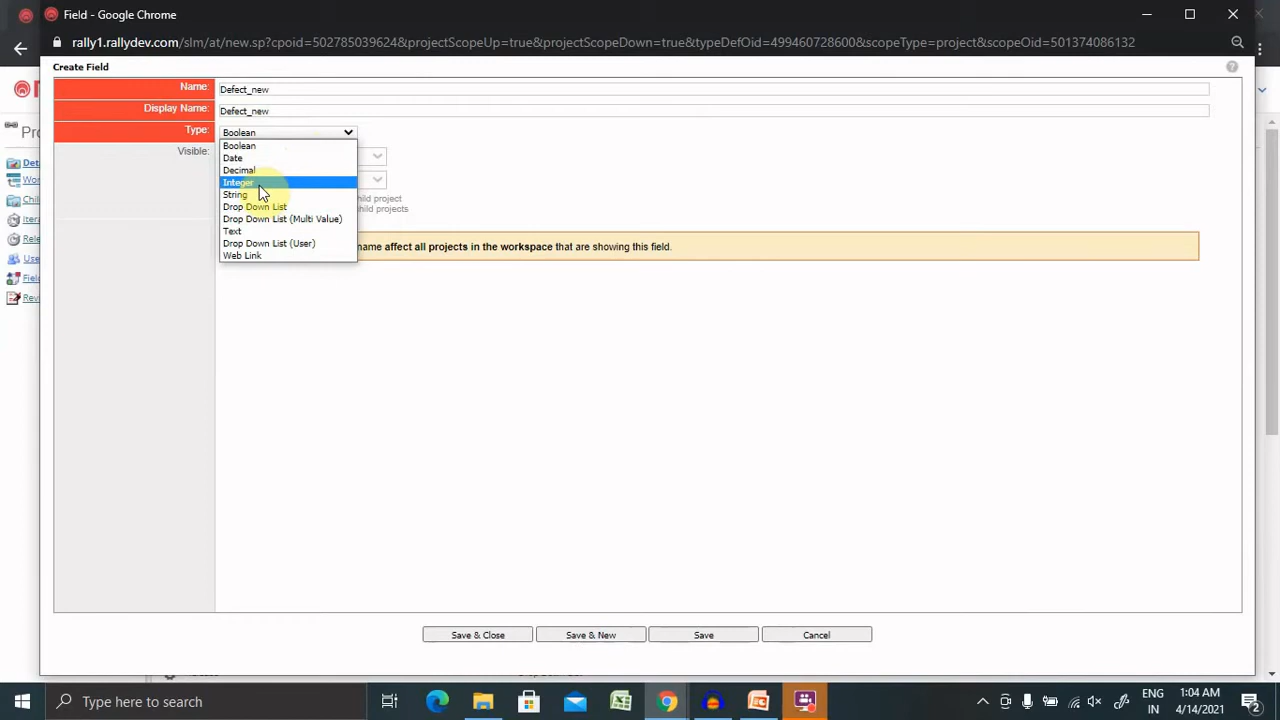 Field - Google Chrome
rally1.rallydev.com/slm/at/new.sp?cpoid=502785039624&projectScopeUp=true&projectScopeDown=true&typeDefOid=499460728600&scopeType=project&scopeOid=501374086132
Create Field
Name: Defect_new
Display Name: Defect_new
Type: Boolean
Visible:
Boolean
Date
Decimal
Integer
String
Drop Down List
Drop Down List (Multi Value)
Text
Drop Down List (User)
Web Link
child project
child projects
name affect all projects in the workspace that are showing this field.
Save & Close Save & New Save Cancel
Type here to search
ENG
IN
1:04 AM
4/14/2021
2